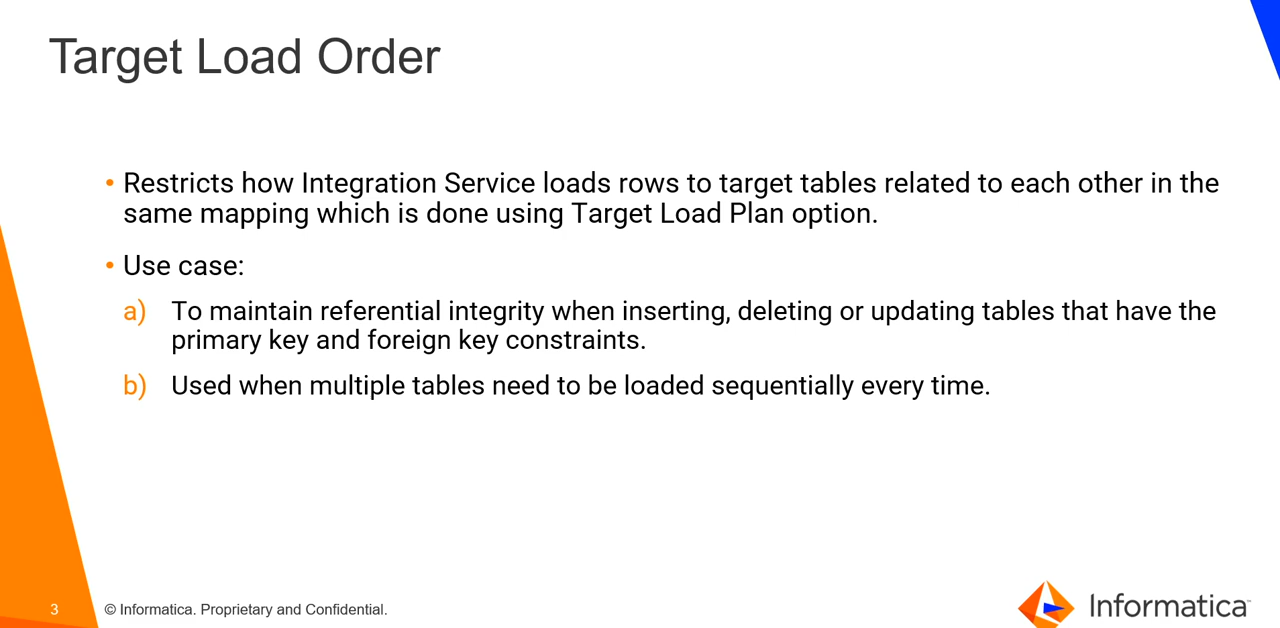 Target Load Order
• Restricts how Integration Service loads rows to target tables related to each other in the
same mapping which is done using Target Load Plan option.
• Use case:
a) To maintain referential integrity when inserting, deleting or updating tables that have the
primary key and foreign key constraints.
b) Used when multiple tables need to be loaded sequentially every time.
3 © Informatica. Proprietary and Confidential.
Informatica™